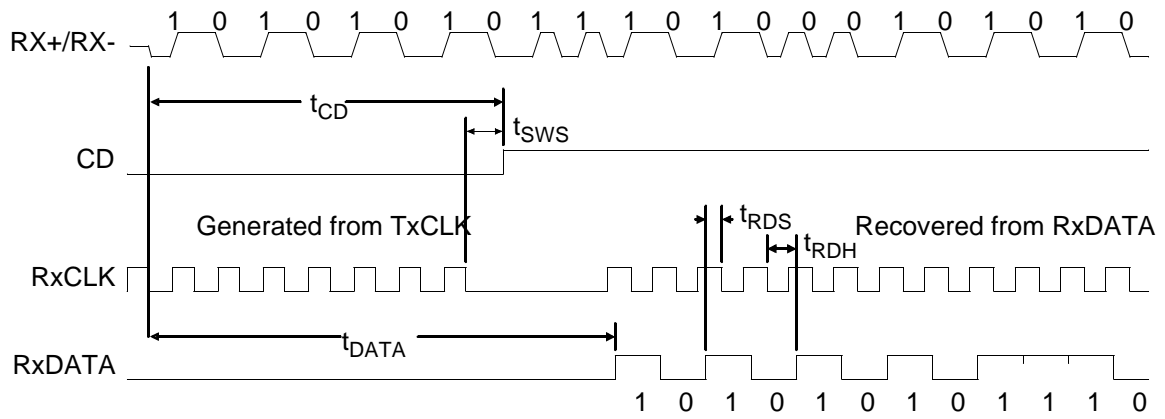 1 0 1 0 1 0 1 0 1 1 1 0 1 0 0 0 1 0 1 0 1 0
RX+/RX-
tCD
tSWS
CD
tRDS
Generated from TxCLK
Recovered from RxDATA
tRDH
RxCLK
tDATA
RxDATA
1 0 1 0 1 0 1 0 1 1 1 0